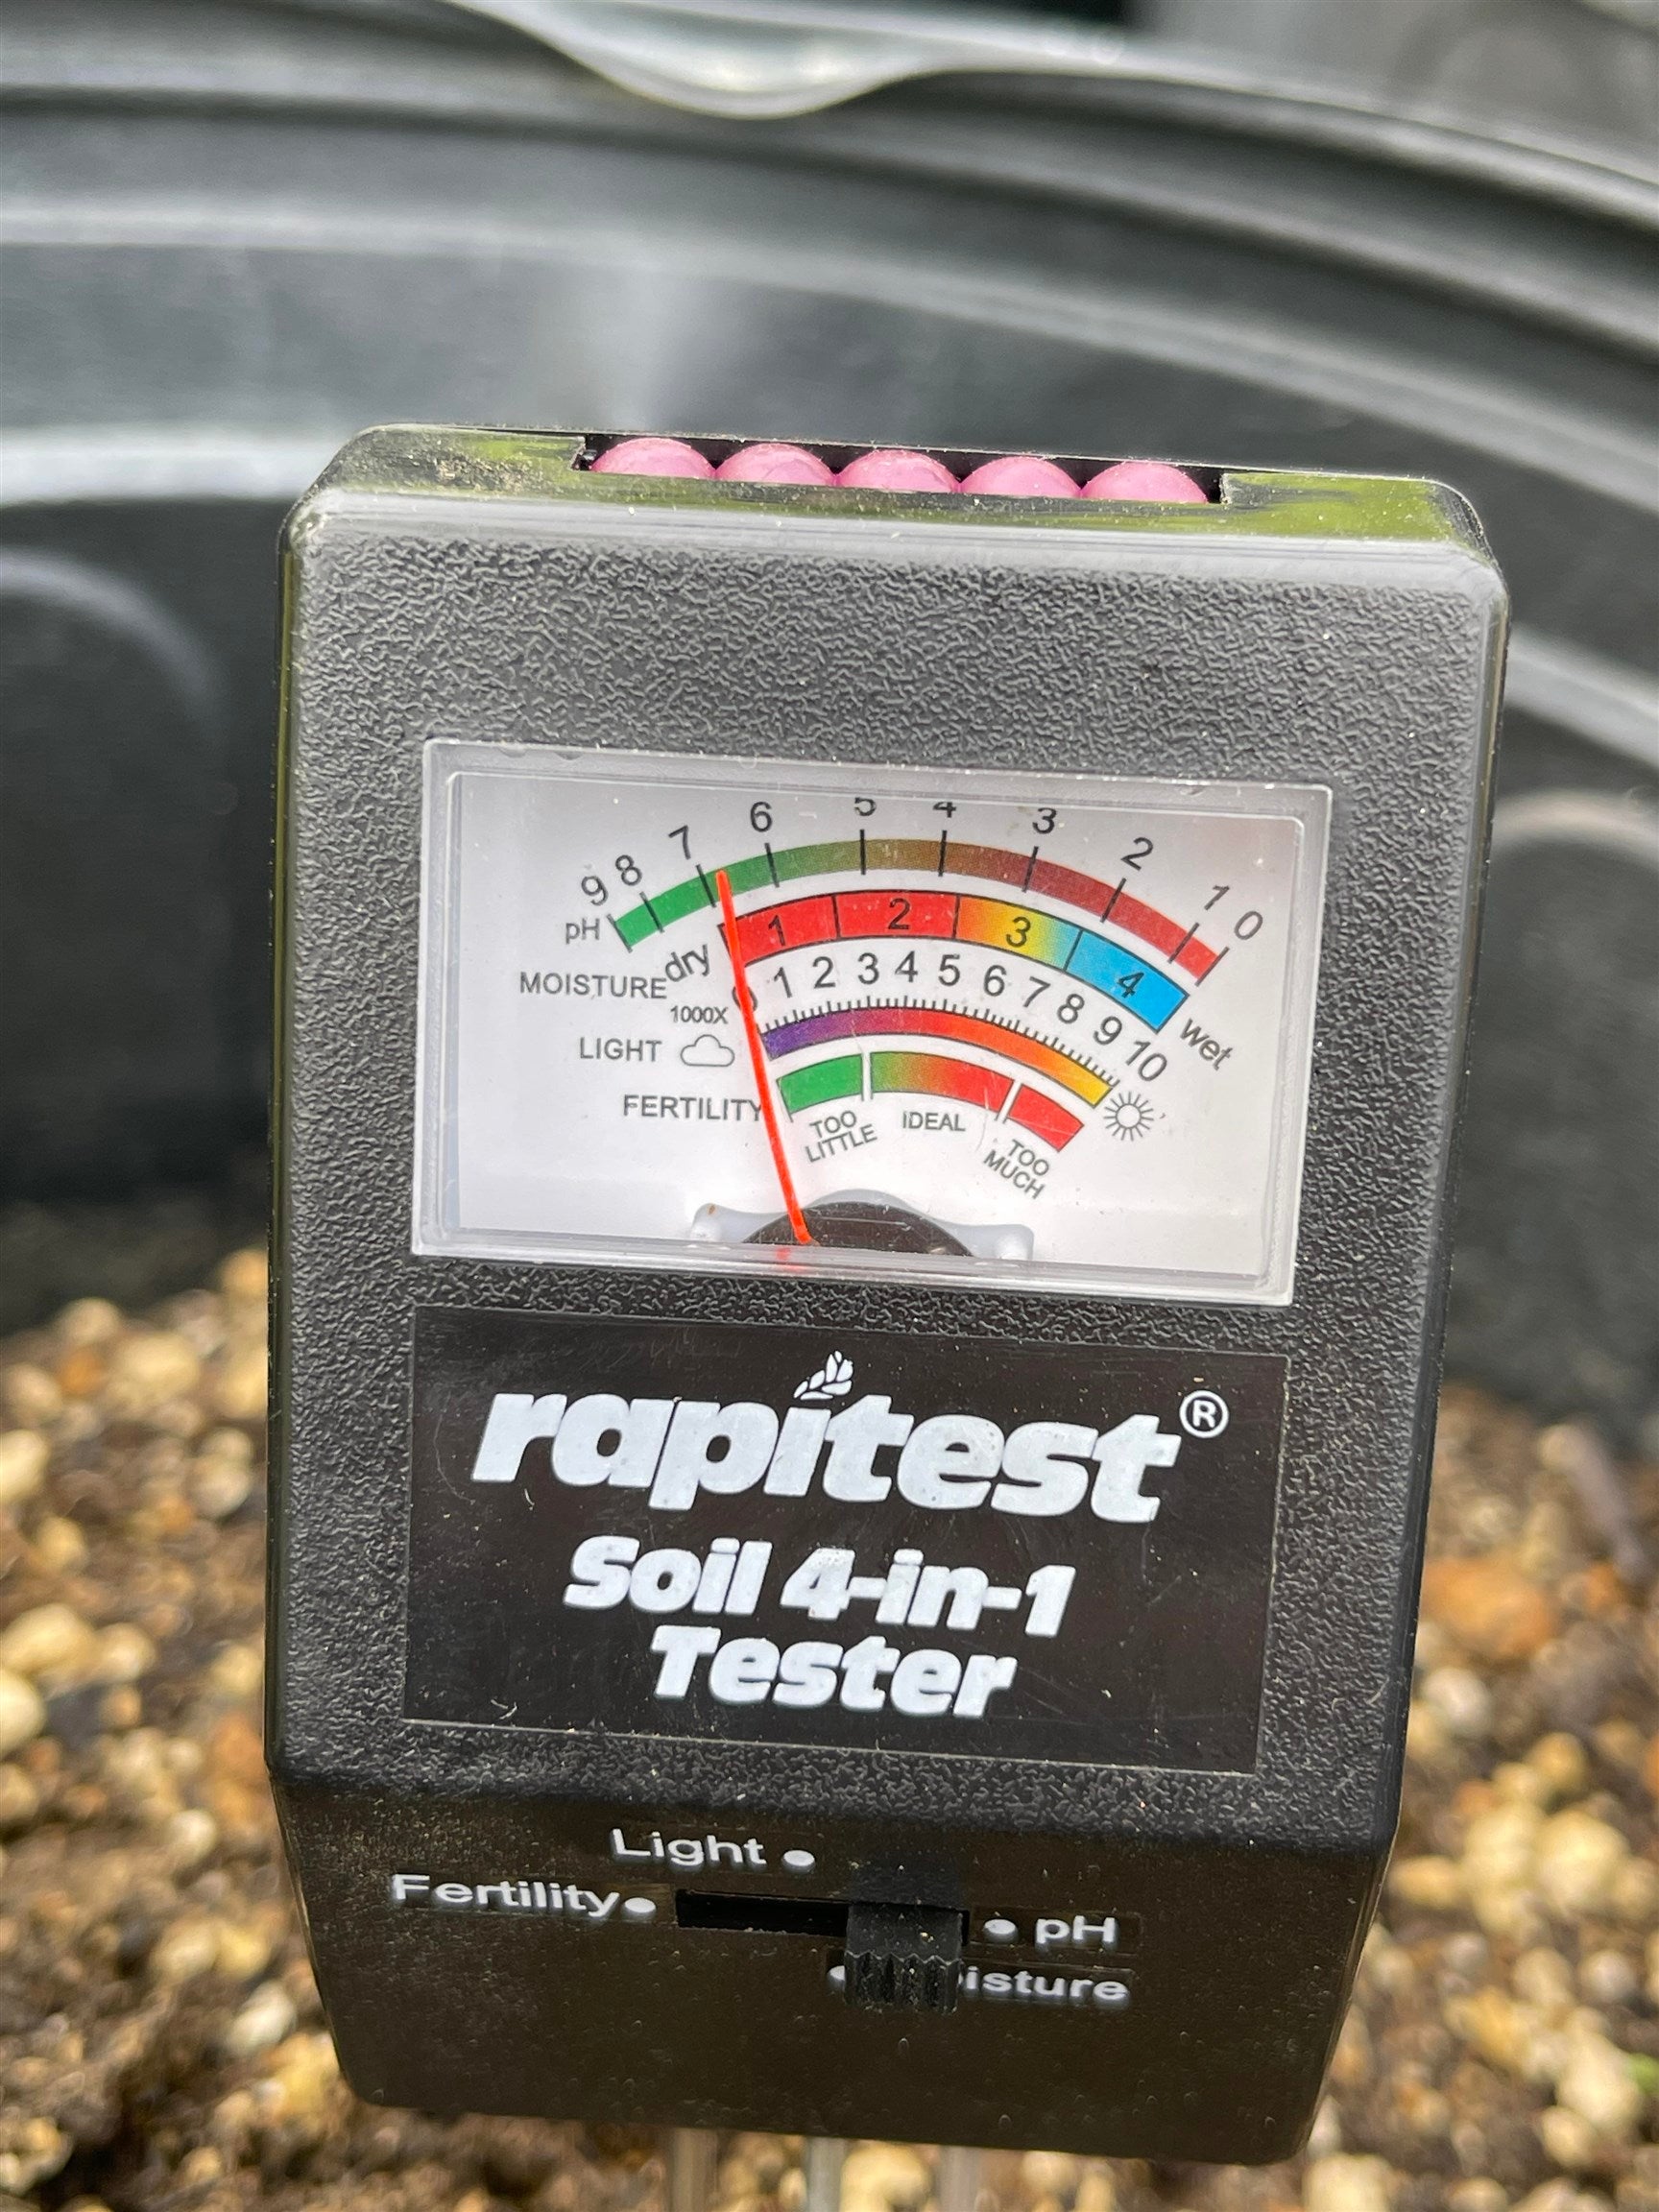 9 8 7 6 5 4 3 2 1 0
pH
MOISTURE dry 1 2 3 4 wet
1000X 0 1 2 3 4 5 6 7 8 9 10
LIGHT
FERTILITY
TOO LITTLE
IDEAL
TOO MUCH
rapitest®
Soil 4-in-1
Tester
Light
Fertility
pH
isture